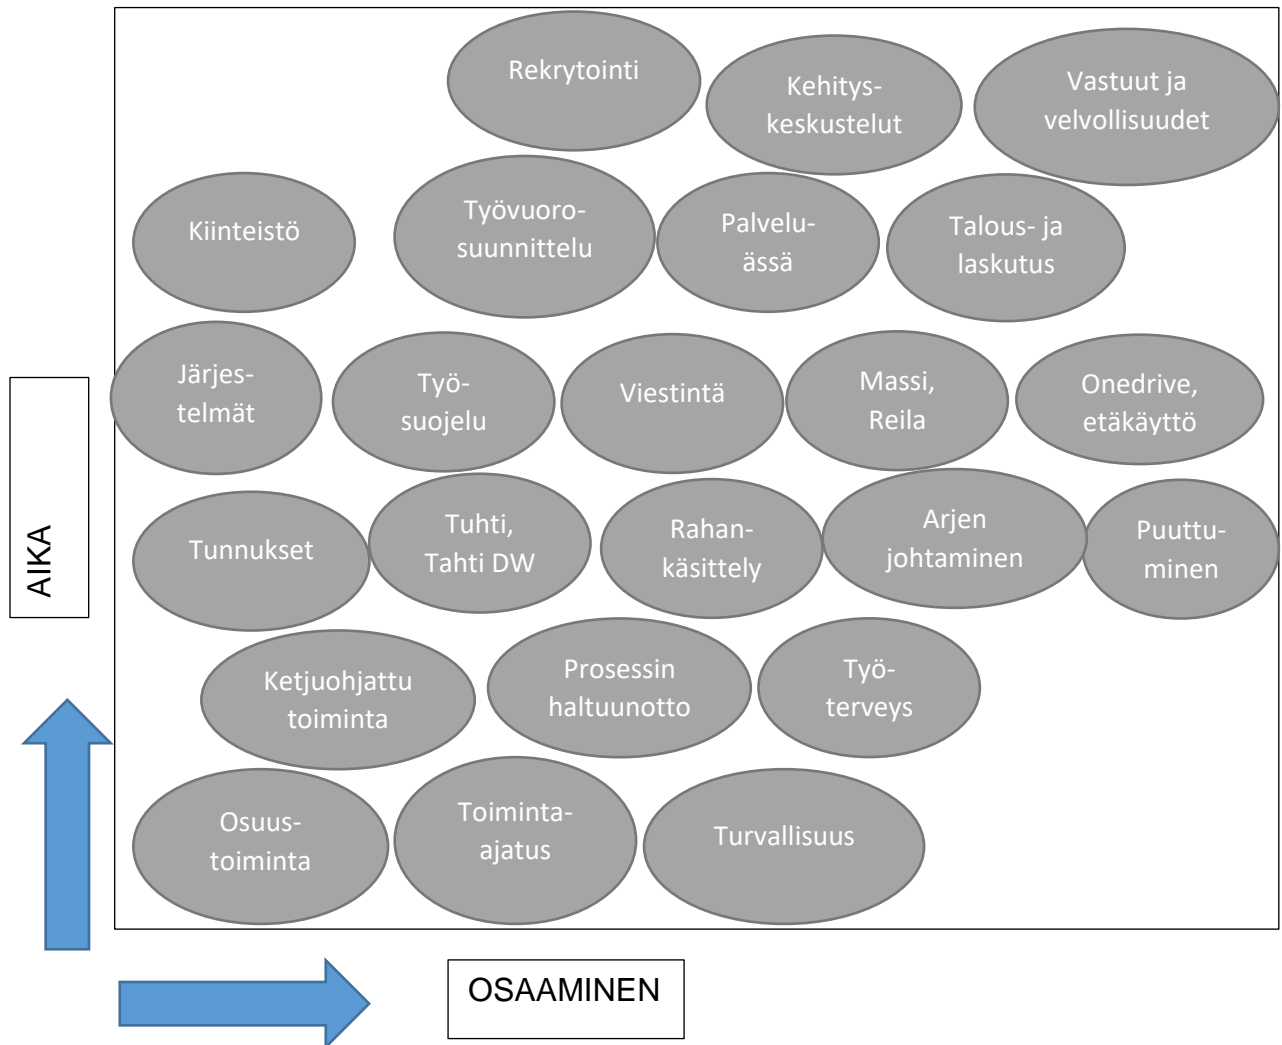 Rekrytointi
Kehitys-
keskustelut
Vastuut ja
velvollisuudet
Kiinteistö
Työvuoro-
suunnittelu
Palvelu-
ässä
Talous- ja
laskutus
Järjes-
telmät
Työ-
suojelu
Viestintä
Massi,
Reila
Onedrive,
etäkäyttö
AIKA
Tunnukset
Tuhti,
Tahti DW
Rahan-
käsittely
Arjen
johtaminen
Puuttu-
minen
Ketjuohjattu
toiminta
Prosessin
haltuunotto
Työ-
terveys
Osuus-
toiminta
Toiminta-
ajatus
Turvallisuus
OSAAMINEN